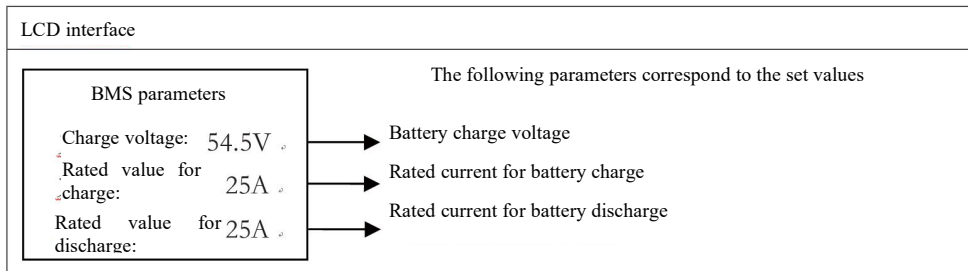 LCD interface
The following parameters correspond to the set values
BMS parameters
Charge voltage: 54.5V
Battery charge voltage
Rated value for
charge: 25A
Rated current for battery charge
Rated value for
discharge: 25A
Rated current for battery discharge